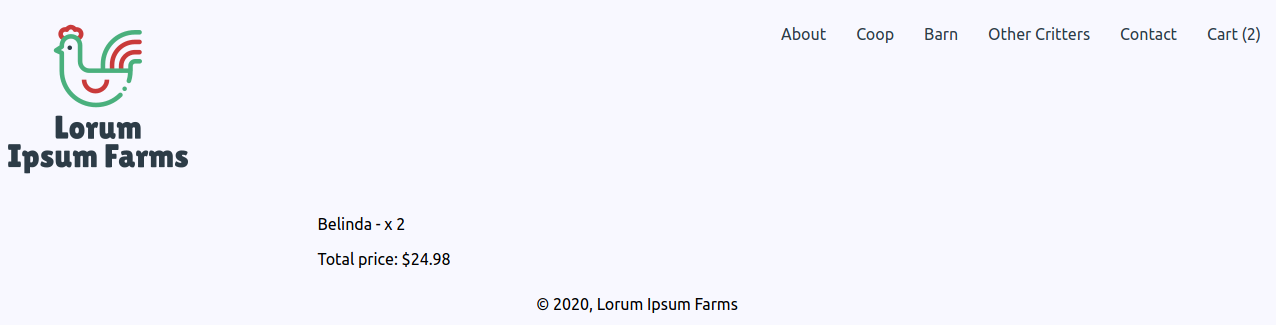 About Coop Barn Other Critters Contact Cart (2)
Lorum
Ipsum Farms
Belinda - x 2
Total price: $24.98
© 2020, Lorum Ipsum Farms